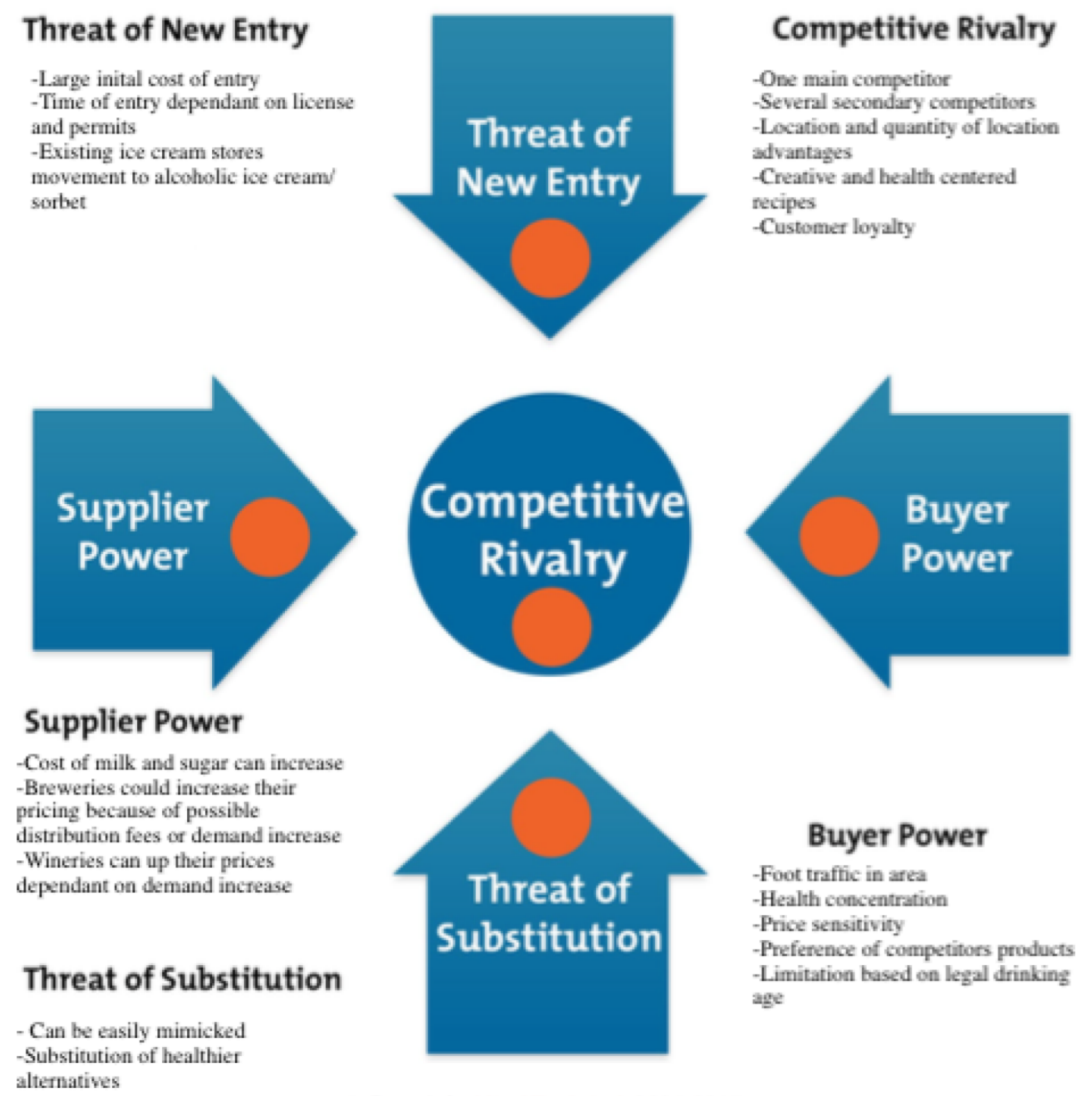 Threat of New Entry
-Large inital cost of entry
-Time of entry dependant on license
and permits
-Existing ice cream stores
movement to alcoholic ice cream/
sorbet
Threat of
New Entry
Competitive Rivalry
-One main competitor
-Several secondary competitors
-Location and quantity of location
advantages
-Creative and health centered
recipes
-Customer loyalty
Supplier
Power
Competitive
Rivalry
Buyer
Power
Supplier Power
-Cost of milk and sugar can increase
-Breweries could increase their
pricing because of possible
distribution fees or demand increase
-Wineries can up their prices
dependant on demand increase
Threat of Substitution
- Can be easily mimicked
-Substitution of healthier
alternatives
Threat of
Substitution
Buyer Power
-Foot traffic in area
-Health concentration
-Price sensitivity
-Preference of competitors products
-Limitation based on legal drinking
age